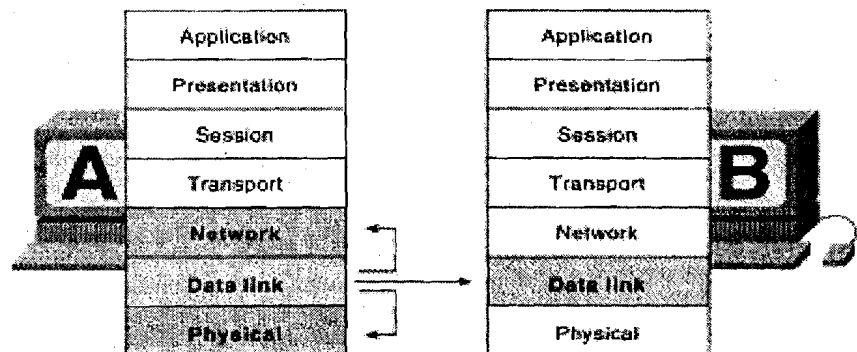 Application
Presentation
Session
Transport
Network
Data link
Physical
A
Application
Presentation
Session
Transport
Network
Data link
Physical
B